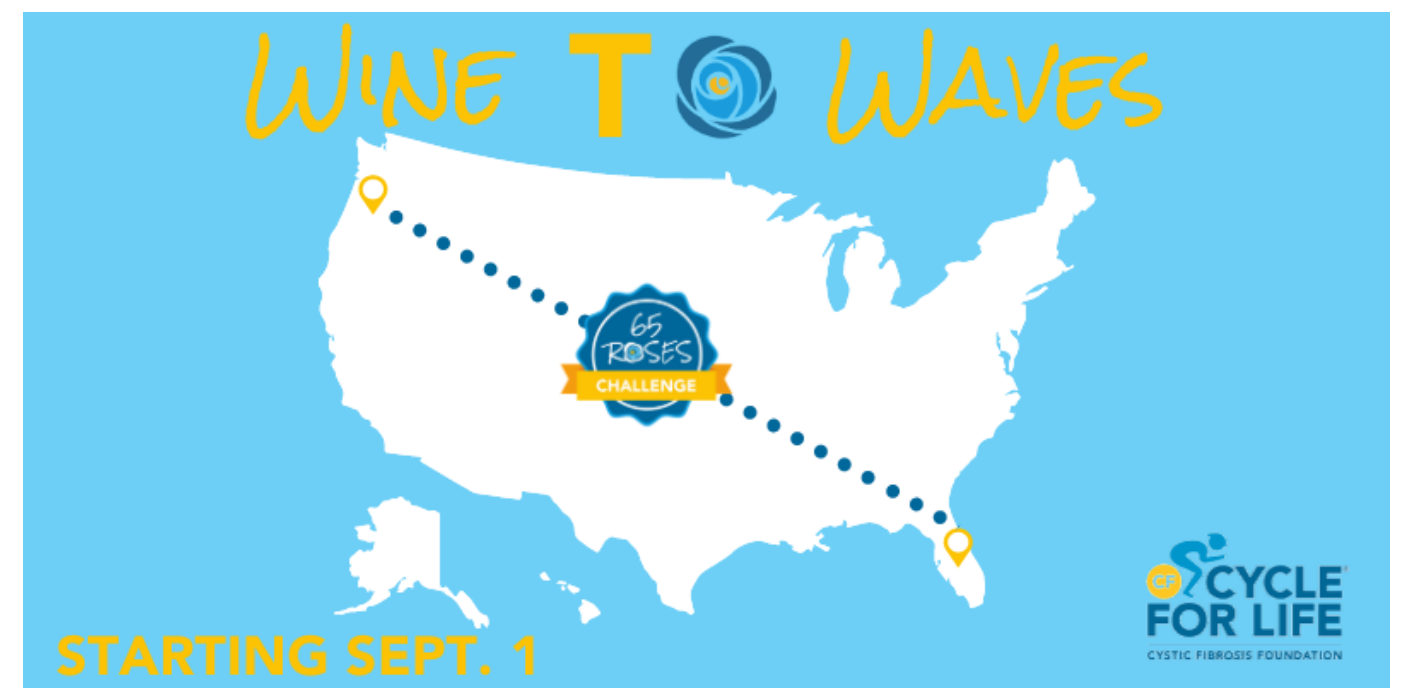 Wine To Waves
65
ROSES
CHALLENGE
STARTING SEPT. 1
CF
CYCLE
FOR LIFE
CYSTIC FIBROSIS FOUNDATION